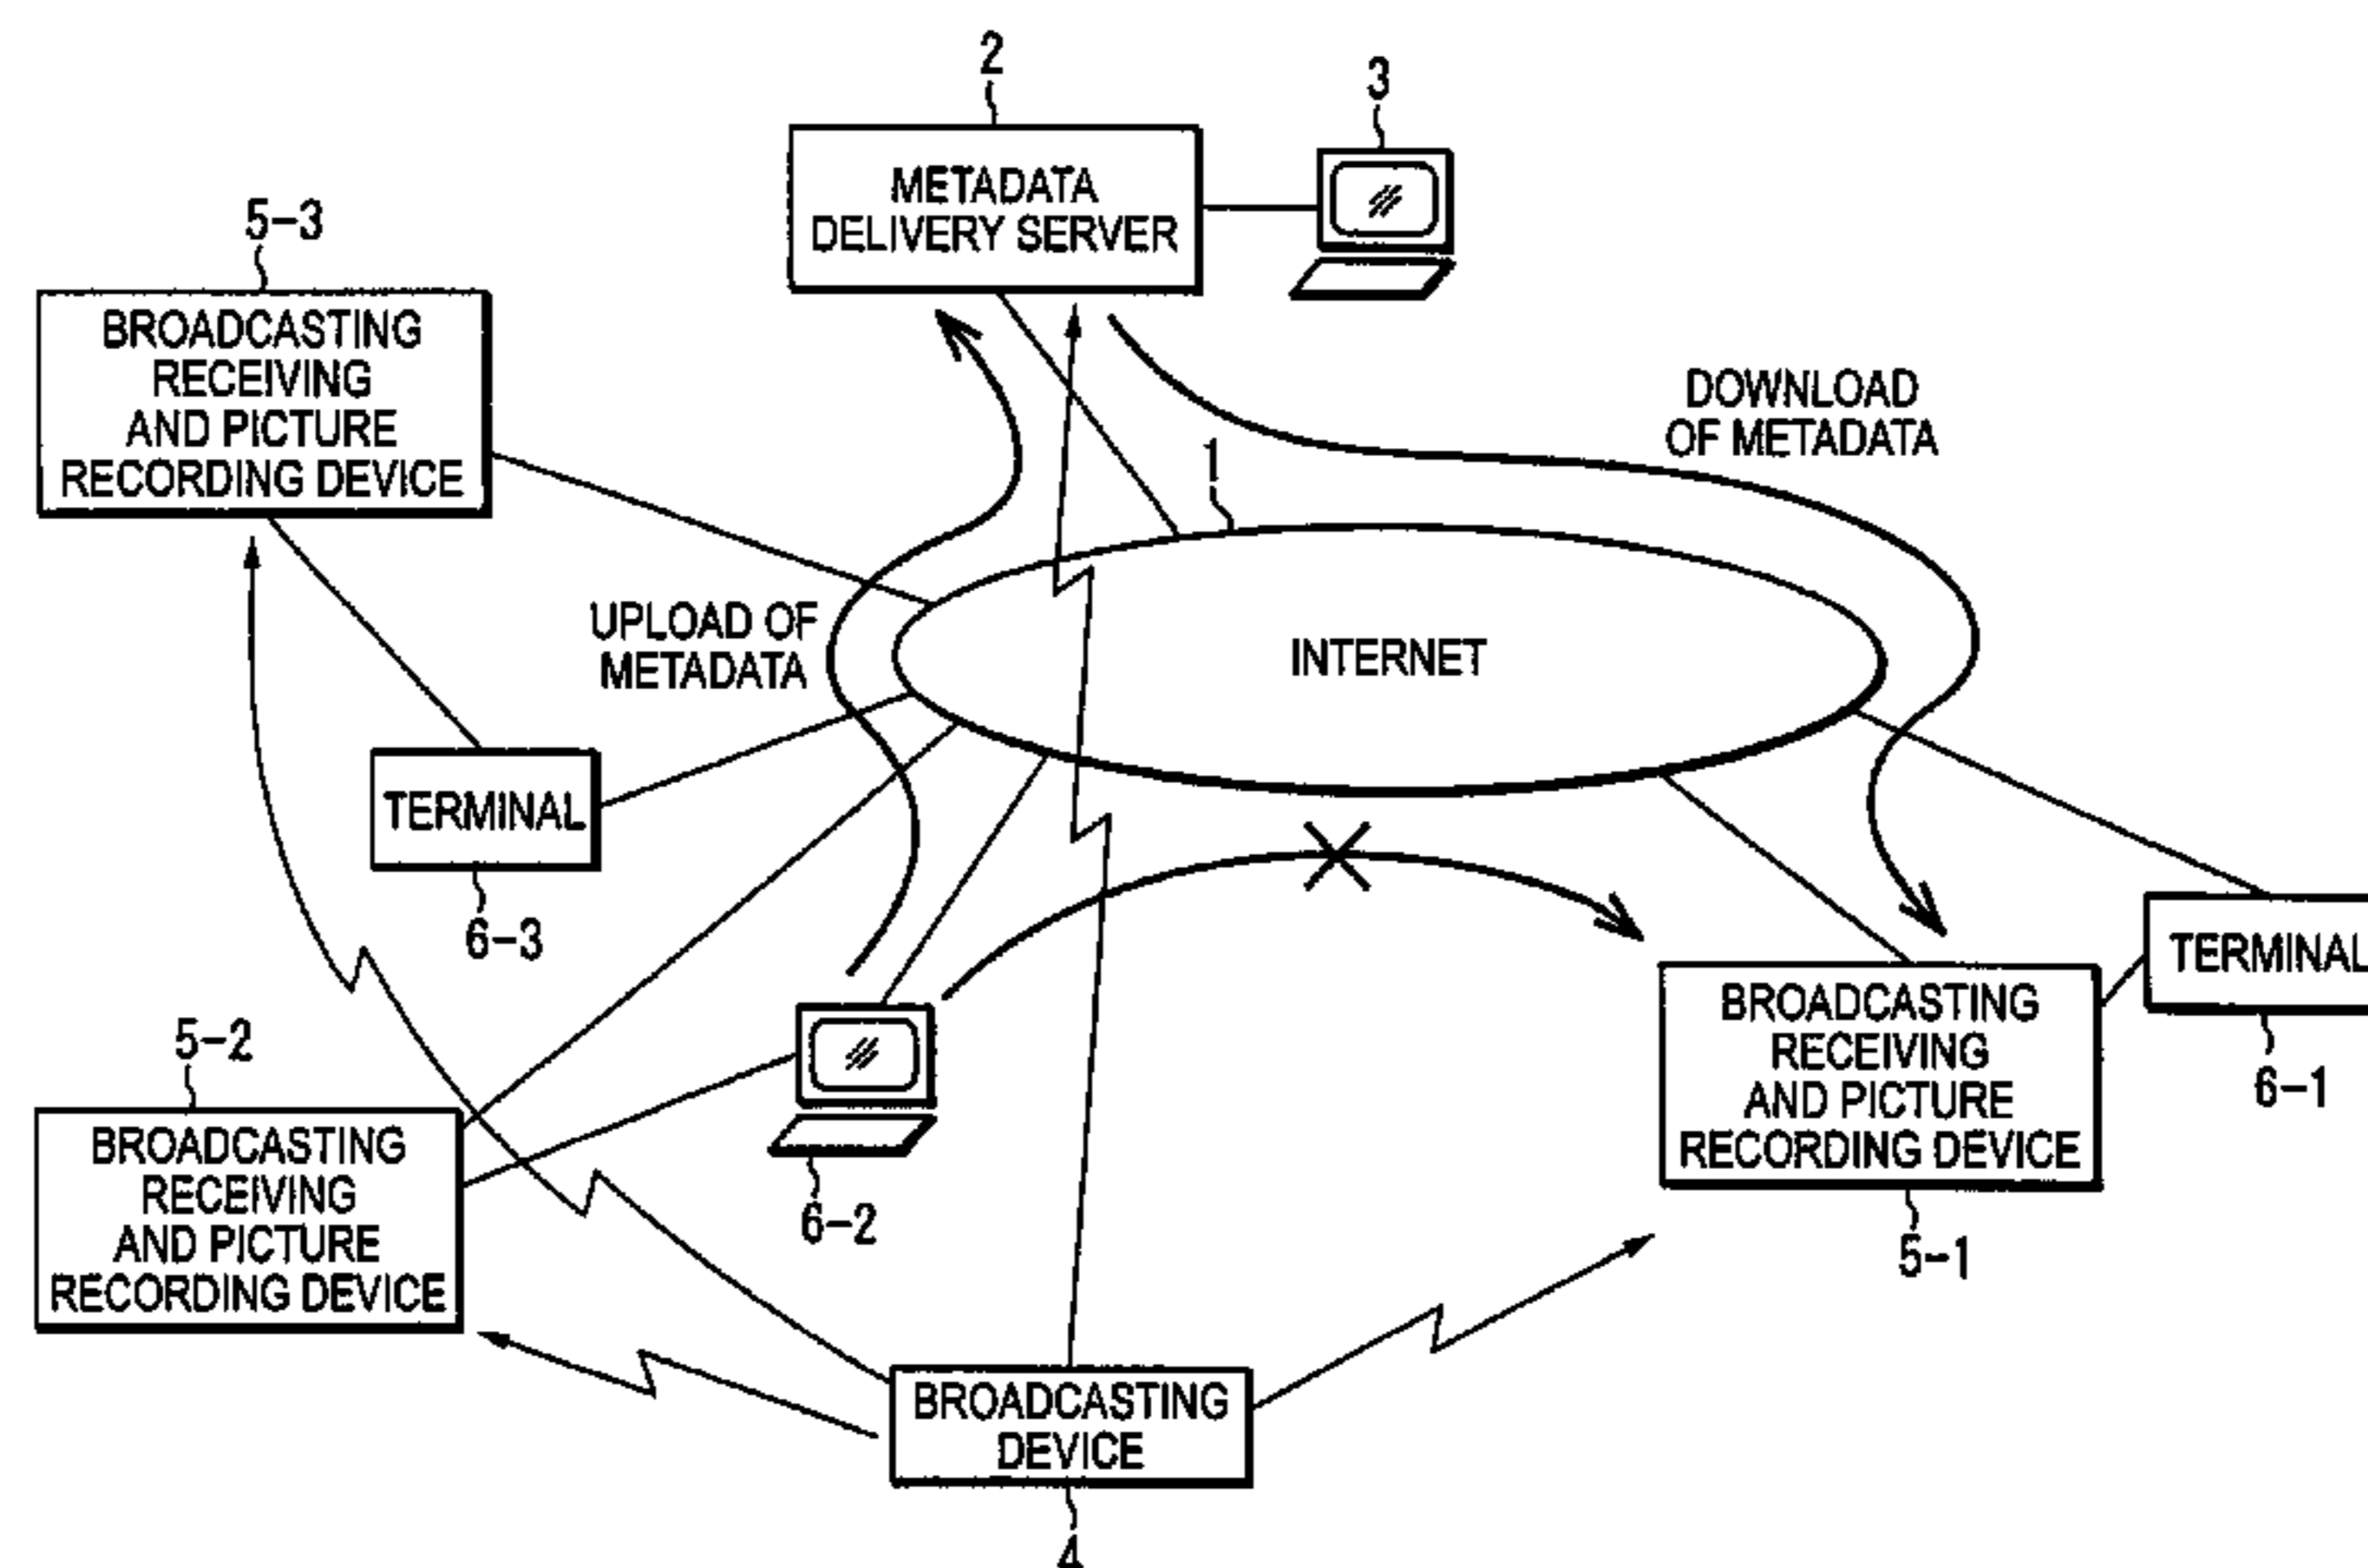 2
3
METADATA
DELIVERY SERVER
5-3
BROADCASTING
RECEIVING
AND PICTURE
RECORDING DEVICE
DOWNLOAD
OF METADATA
1
UPLOAD OF
METADATA
INTERNET
TERMINAL
6-3
TERMINAL
6-1
5-2
BROADCASTING
RECEIVING
AND PICTURE
RECORDING DEVICE
6-2
BROADCASTING
RECEIVING
AND PICTURE
RECORDING DEVICE
5-1
BROADCASTING
DEVICE
4